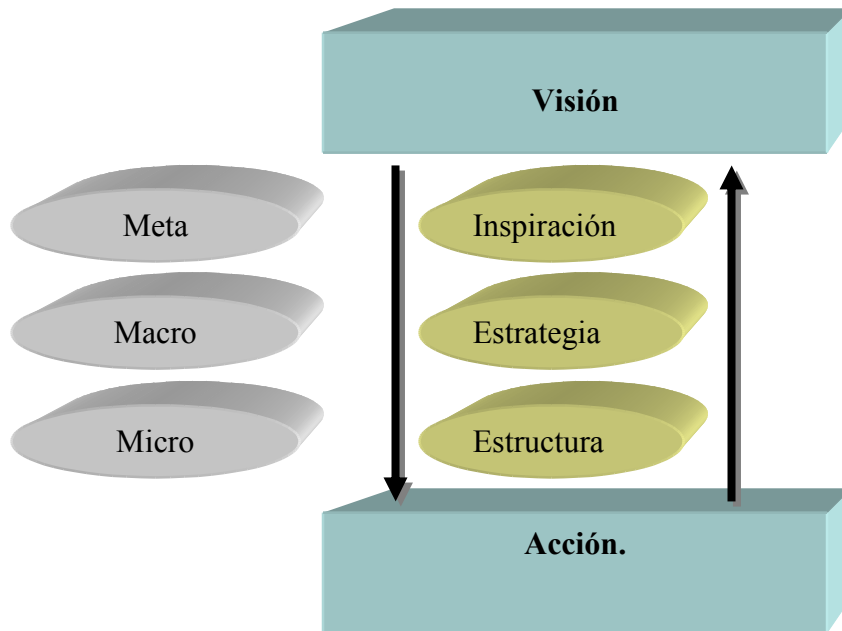 Visión
Meta
Inspiración
Macro
Estrategia
Micro
Estructura
Acción.